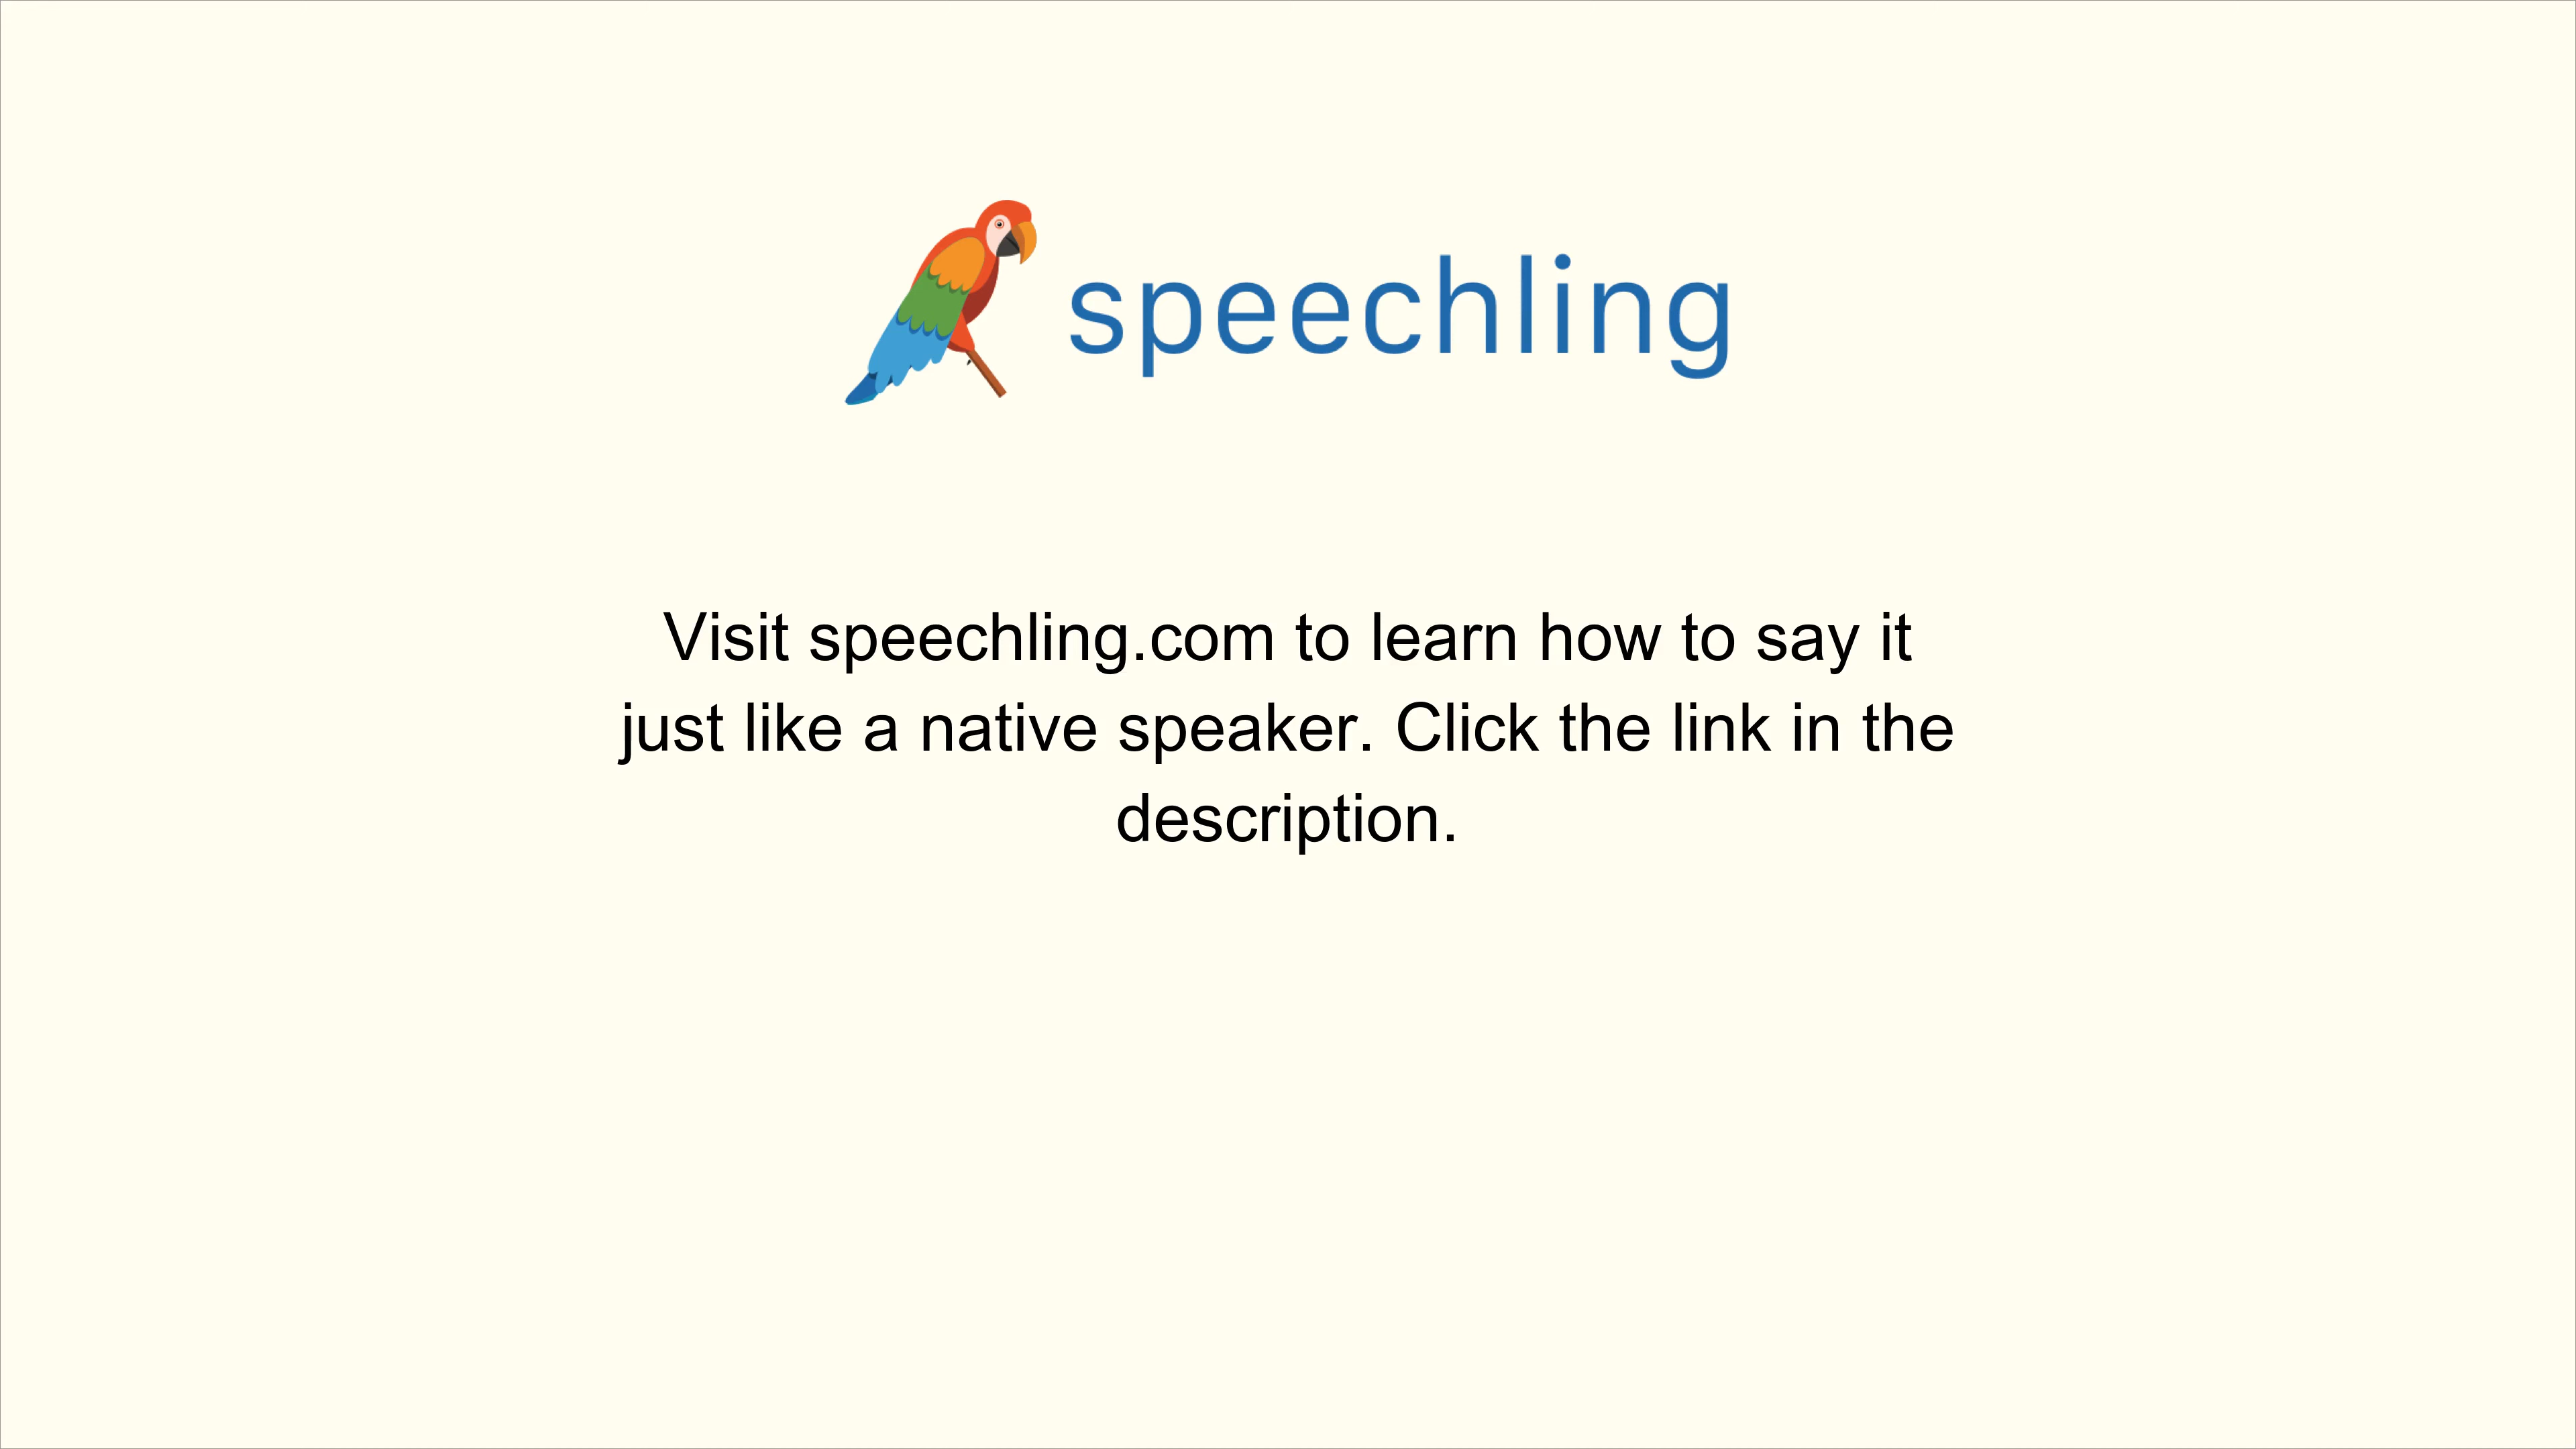 speechling
Visit speechling.com to learn how to say it
just like a native speaker. Click the link in the
description.